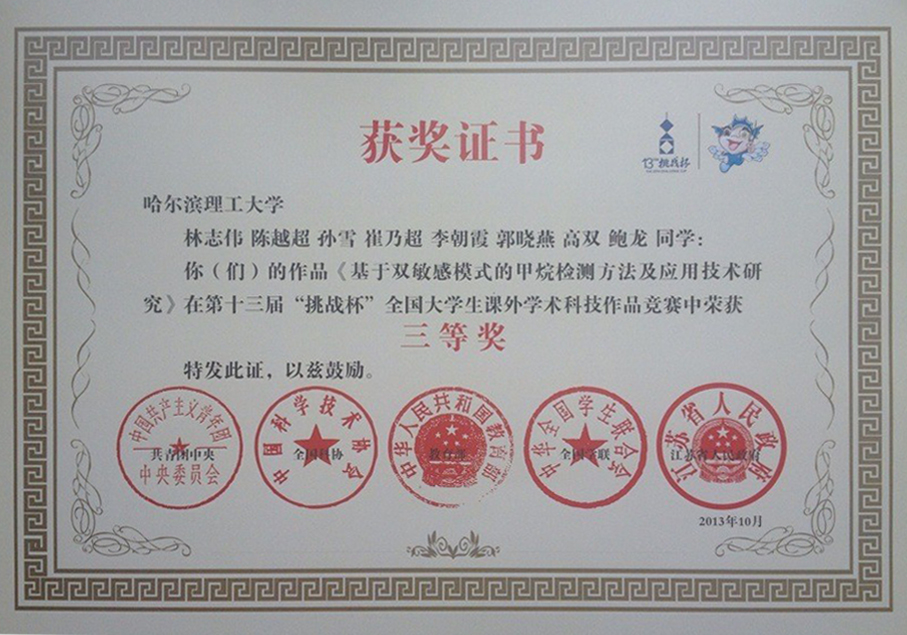 获奖证书
13th挑战杯
哈尔滨理工大学
林志伟 陈越超 孙雪 崔乃超 李朝霞 郭晓燕 高双 鲍龙 同学：
你（们）的作品《基于双敏感模式的甲烷检测方法及应用技术研
究》在第十三届“挑战杯”全国大学生课外学术科技作品竞赛中荣获
三等奖
特发此证，以兹鼓励。
中国共产主义青年团
中央委员会
共青团中央
中国科学技术协会
全国科协
中华人民共和国教育部
教育部
中华全国学生联合会
全国学联
江苏省人民政府
江苏省人民政府
2013年10月